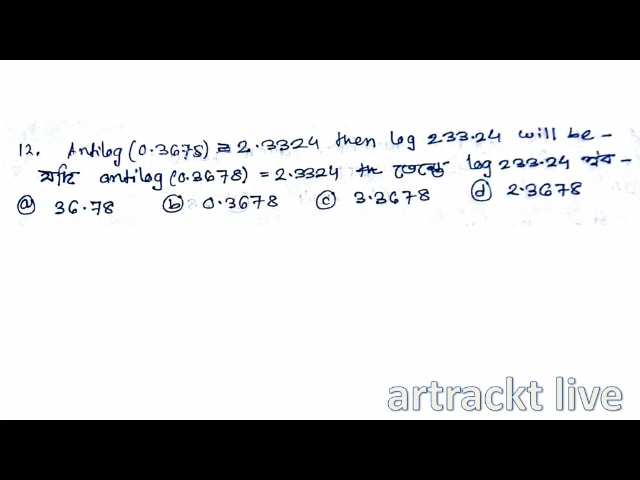 12. Antilog (0.3678) = 2.3324 then log 233.24 will be -
যদি antilog (0.3678) = 2.3324 log 233.24 হবে -
ⓐ 36.78 ⓑ 0.3678 ⓒ 3.3678 ⓓ 2.3678
artrackt live